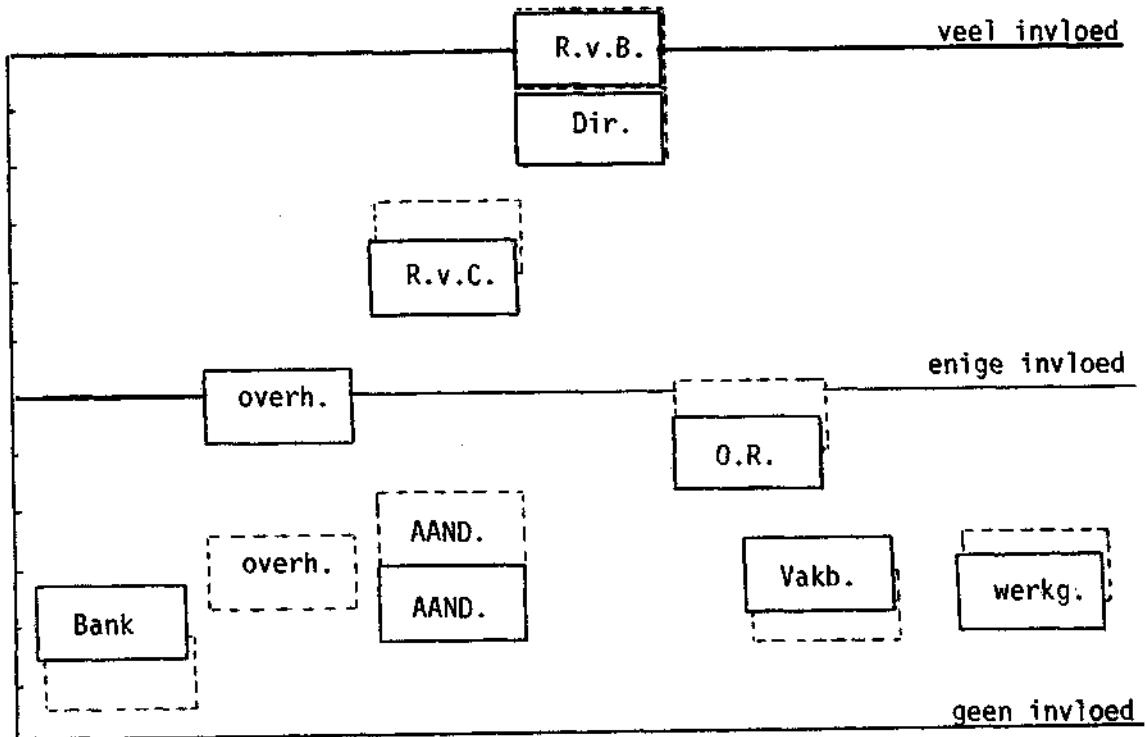 veel invloed
R.v.B.
Dir.
R.v.C.
enige invloed
overh.
O.R.
AAND.
overh.
Vakb.
werkg.
AAND.
Bank
geen invloed